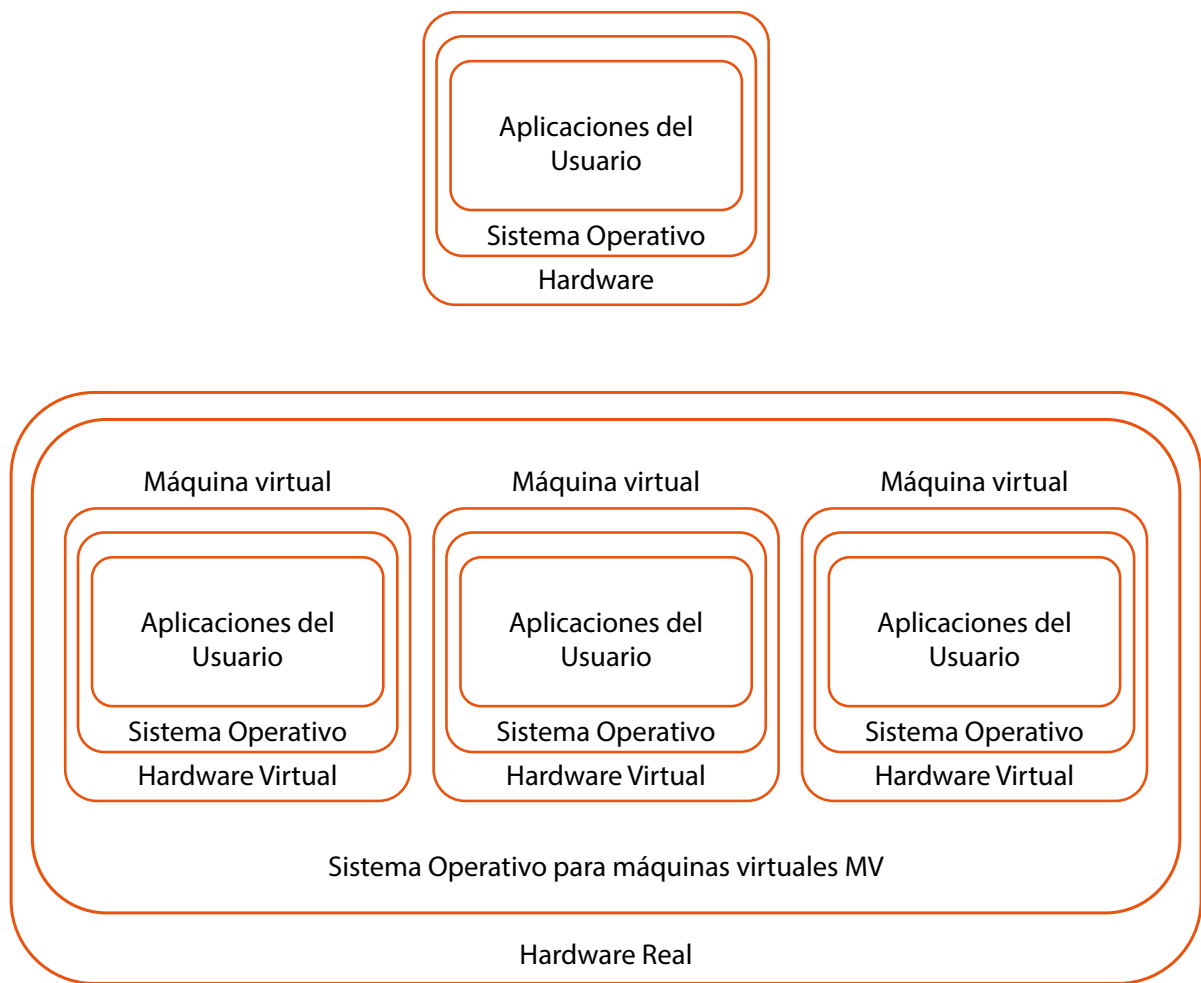 Aplicaciones del
Usuario
Sistema Operativo
Hardware
Máquina virtual
Máquina virtual
Máquina virtual
Aplicaciones del
Usuario
Sistema Operativo
Hardware Virtual
Aplicaciones del
Usuario
Sistema Operativo
Hardware Virtual
Aplicaciones del
Usuario
Sistema Operativo
Hardware Virtual
Sistema Operativo para máquinas virtuales MV
Hardware Real